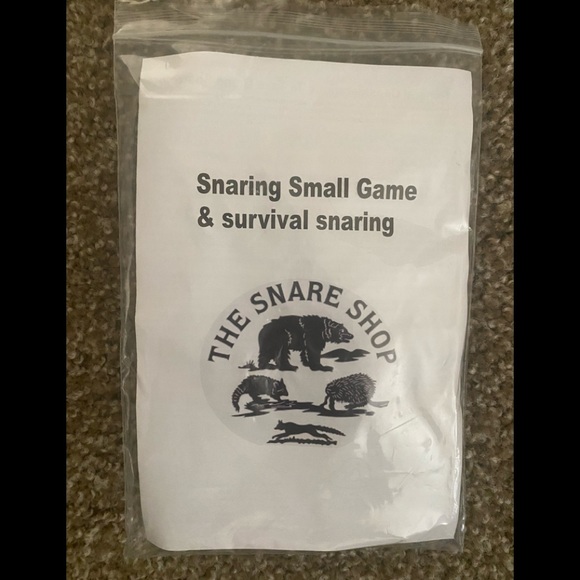 Snaring Small Game
& survival snaring
THE SNARE SHOP